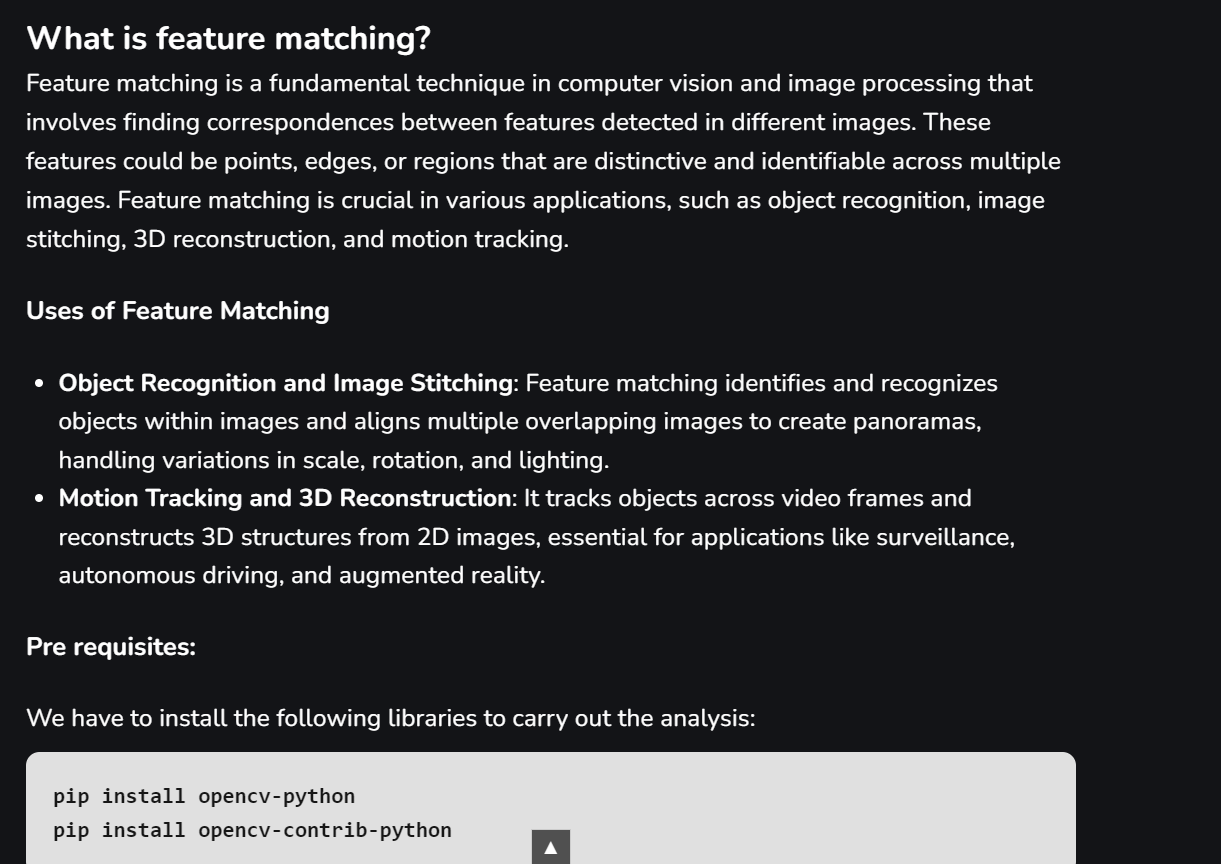 What is feature matching?
Feature matching is a fundamental technique in computer vision and image processing that
involves finding correspondences between features detected in different images. These
features could be points, edges, or regions that are distinctive and identifiable across multiple
images. Feature matching is crucial in various applications, such as object recognition, image
stitching, 3D reconstruction, and motion tracking.
Uses of Feature Matching
• Object Recognition and Image Stitching: Feature matching identifies and recognizes
objects within images and aligns multiple overlapping images to create panoramas,
handling variations in scale, rotation, and lighting.
• Motion Tracking and 3D Reconstruction: It tracks objects across video frames and
reconstructs 3D structures from 2D images, essential for applications like surveillance,
autonomous driving, and augmented reality.
Pre requisites:
We have to install the following libraries to carry out the analysis:
pip install opencv-python
pip install opencv-contrib-python